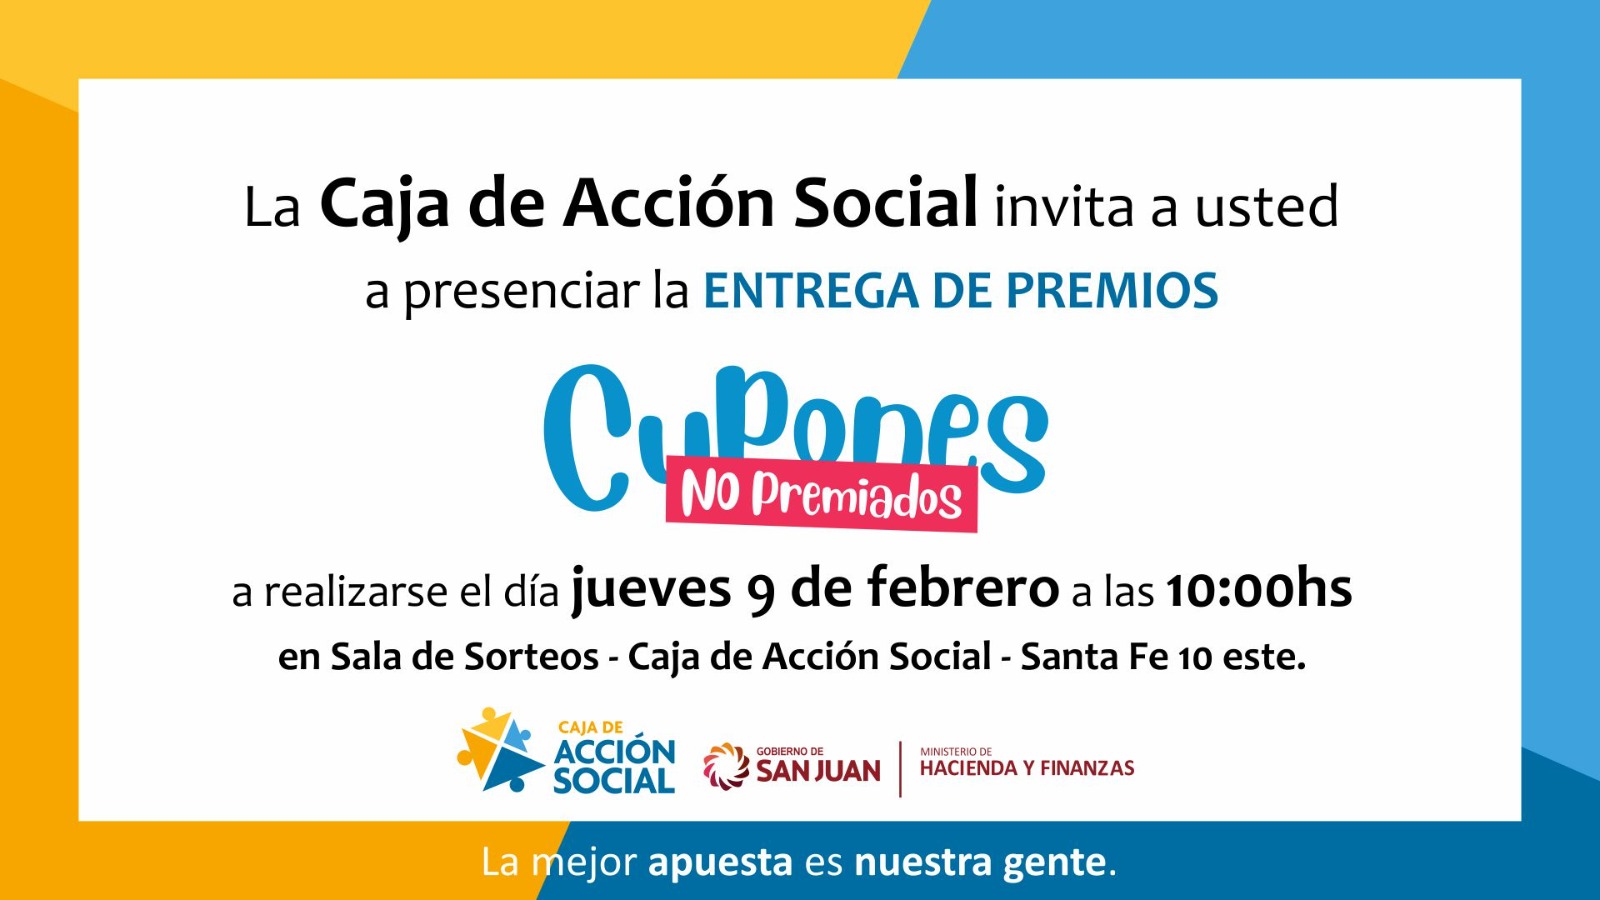 La Caja de Acción Social invita a usted
a presenciar la ENTREGA DE PREMIOS
Cupones
No Premiados
a realizarse el día jueves 9 de febrero a las 10:00hs
en Sala de Sorteos - Caja de Acción Social - Santa Fe 10 este.
CAJA DE
ACCIÓN
SOCIAL
GOBIERNO DE
SAN JUAN
MINISTERIO DE
HACIENDA Y FINANZAS
La mejor apuesta es nuestra gente.